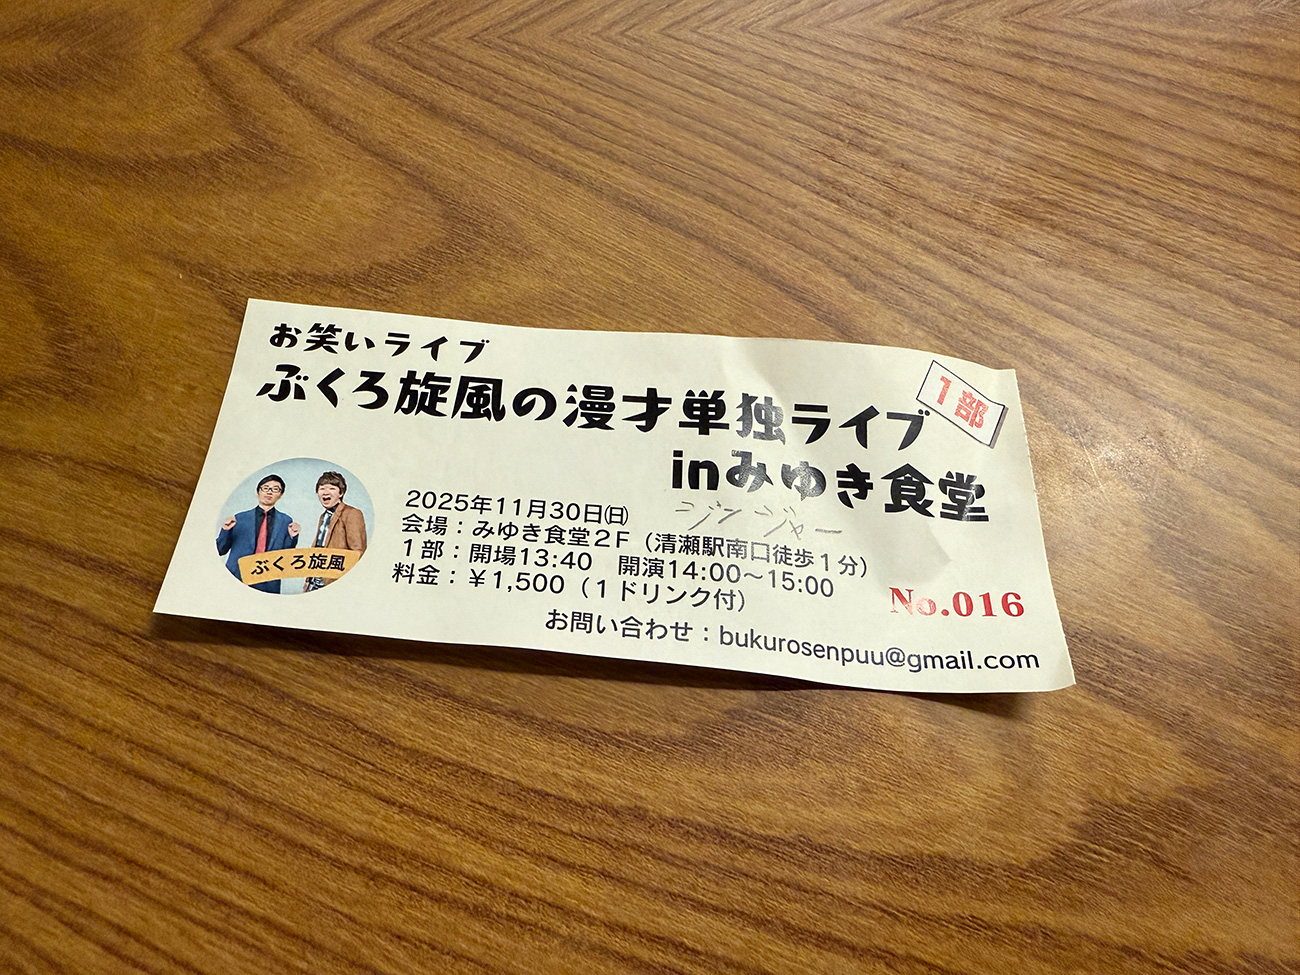 お笑いライブ
ぶくろ旋風の漫才単独ライブ
1部
inみゆき食堂
ジンジャー
2025年11月30日㈰
会場：みゆき食堂２F（清瀬駅南口徒歩１分）
１部：開場13:40　開演14:00〜15:00
料金：￥1,500（１ドリンク付）
No.016
お問い合わせ：bukurosenpuu@gmail.com
ぶくろ旋風